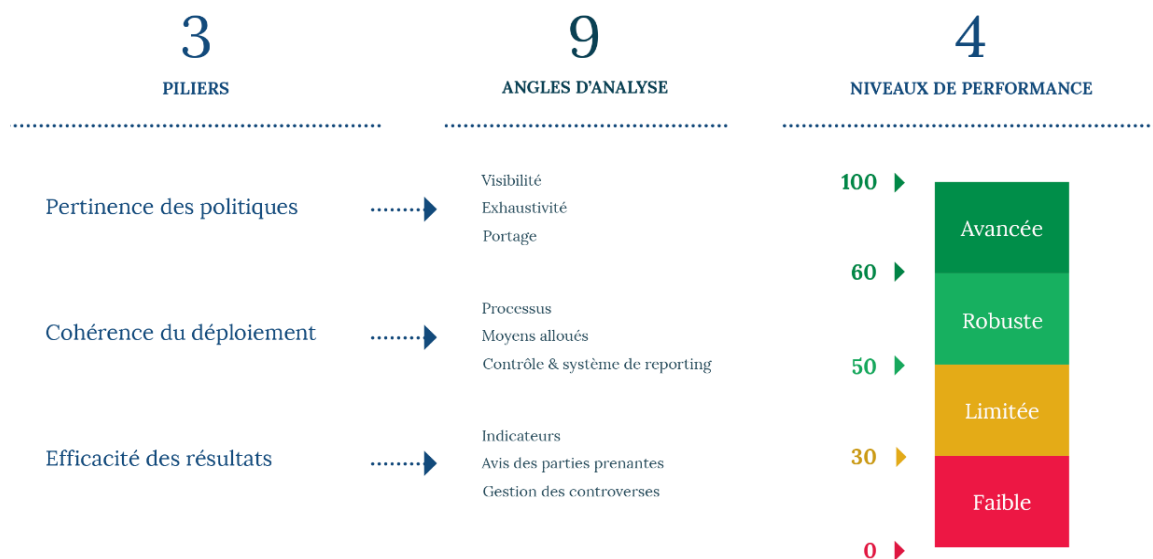 3
PILIERS
9
ANGLES D'ANALYSE
4
NIVEAUX DE PERFORMANCE
Pertinence des politiques
Visibilité
Exhaustivité
Portage
Cohérence du déploiement
Processus
Moyens alloués
Contrôle & système de reporting
Efficacité des résultats
Indicateurs
Avis des parties prenantes
Gestion des controverses
100
Avancée
60
Robuste
50
Limitée
30
Faible
0